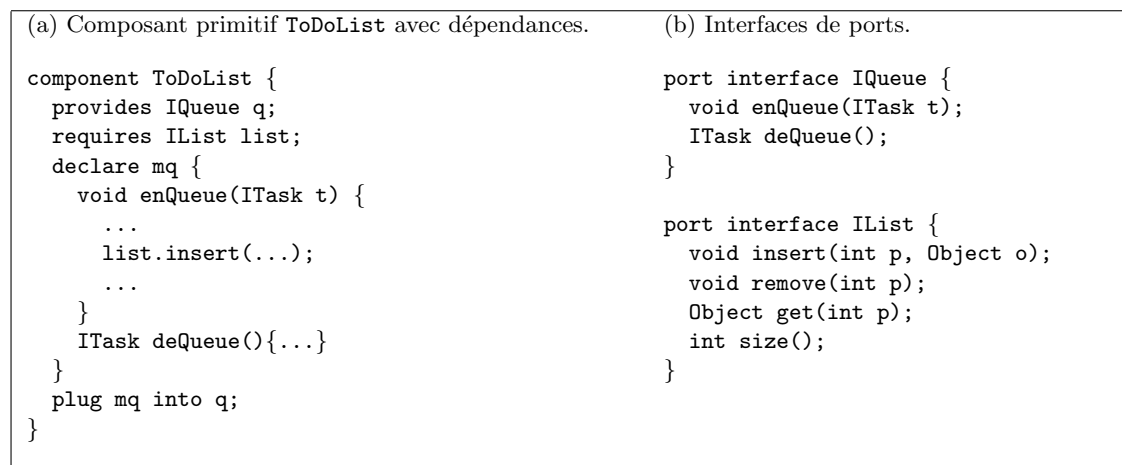 (a) Composant primitif ToDoList avec dépendances.
component ToDoList {
  provides IQueue q;
  requires IList list;
  declare mq {
    void enQueue(ITask t) {
      ...
      list.insert(...);
      ...
    }
    ITask deQueue(){...}
  }
  plug mq into q;
}
(b) Interfaces de ports.
port interface IQueue {
  void enQueue(ITask t);
  ITask deQueue();
}
port interface IList {
  void insert(int p, Object o);
  void remove(int p);
  Object get(int p);
  int size();
}